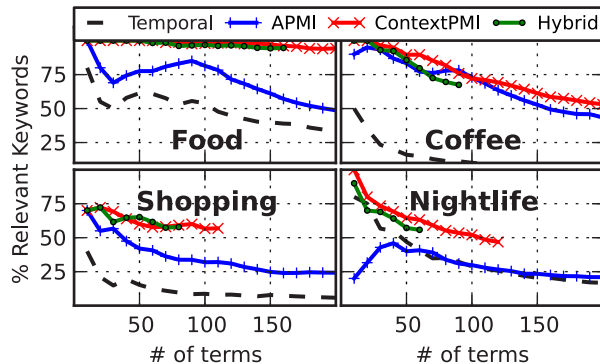 Temporal APMI ContextPMI Hybrid
% Relevant Keywords
75
50
25
Food
Coffee
75
50
25
Shopping
Nightlife
50 100 150 50 100 150
# of terms # of terms